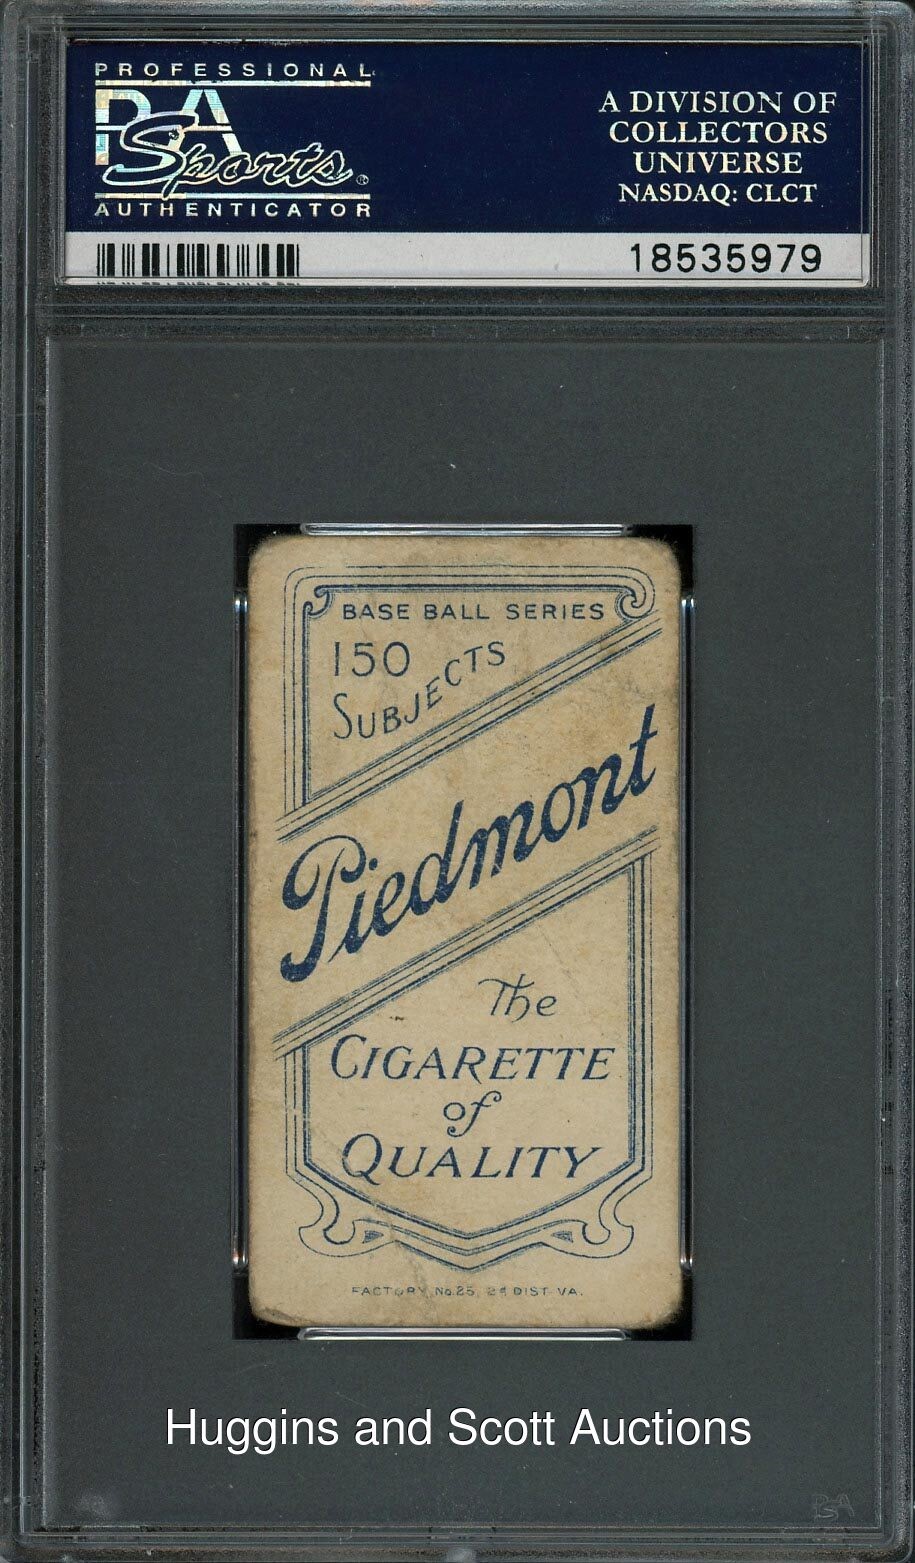 PROFESSIONAL
PSA
Sports®
AUTHENTICATOR
A DIVISION OF
COLLECTORS
UNIVERSE
NASDAQ: CLCT
18535979
BASE BALL SERIES
150
SUBJECTS
Piedmont
The
CIGARETTE
of
QUALITY
FACTORY No.25, 2d DIST. VA.
Huggins and Scott Auctions
PSA